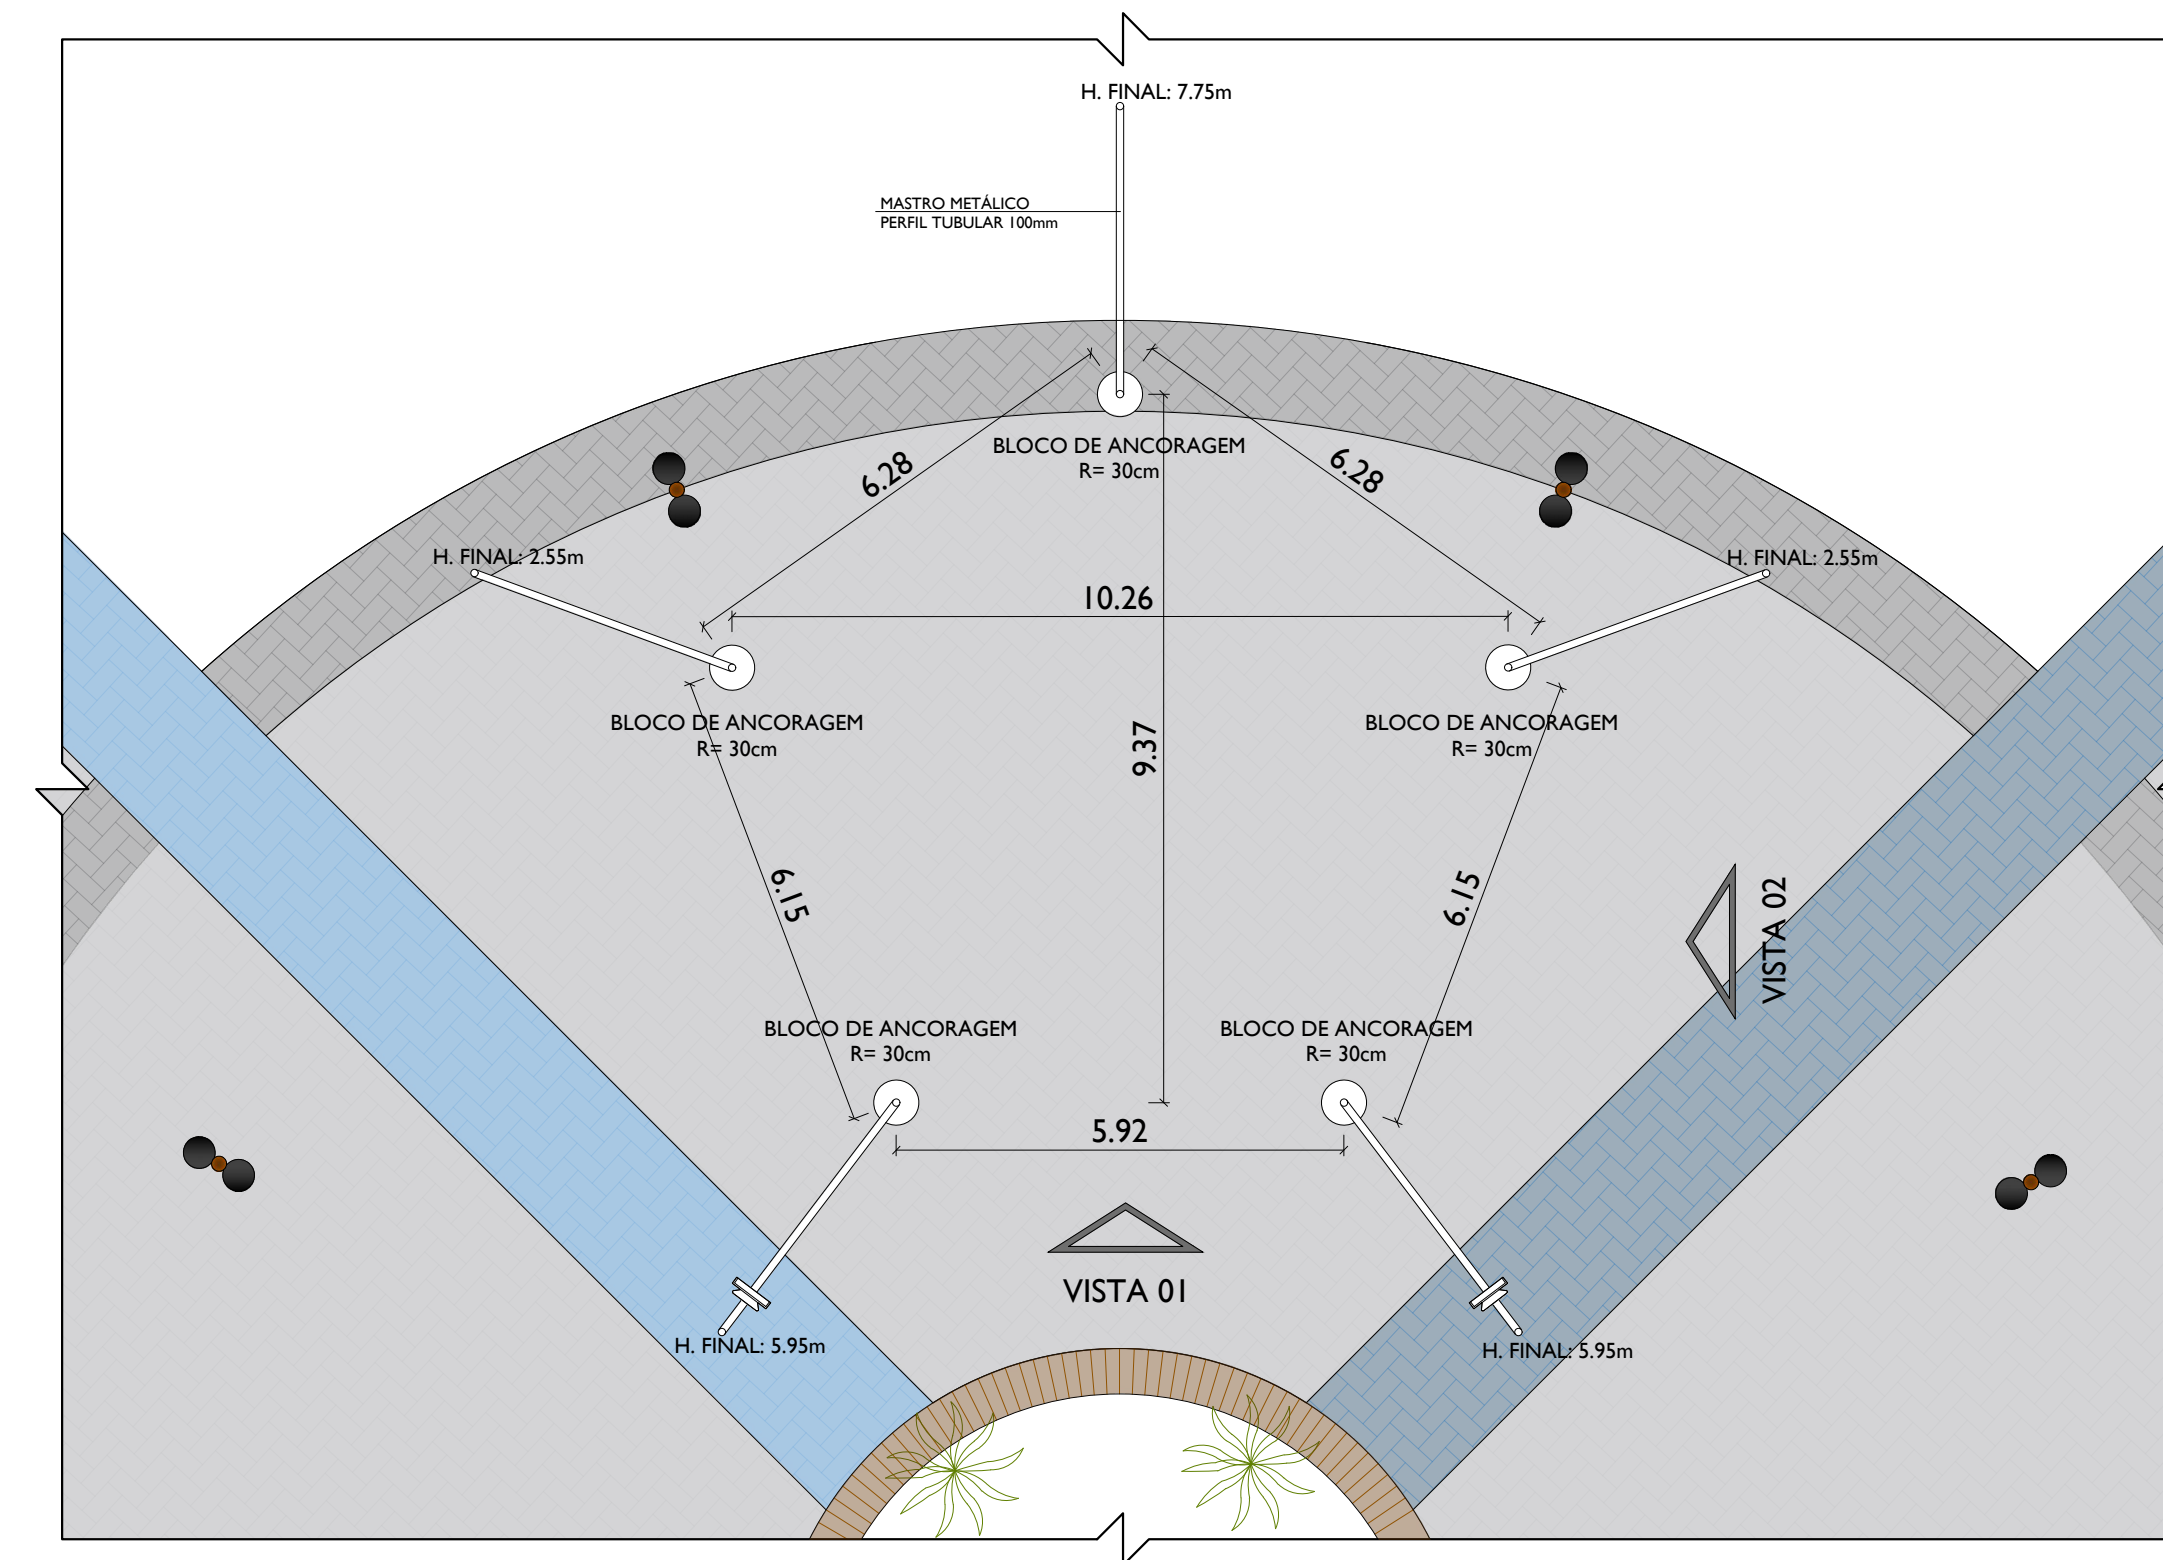 H. FINAL: 7.75m
MASTRO METÁLICO
PERFIL TUBULAR 100mm
BLOCO DE ANCORAGEM
R= 30cm
6.28
6.28
H. FINAL: 2.55m
H. FINAL: 2.55m
10.26
BLOCO DE ANCORAGEM
R= 30cm
BLOCO DE ANCORAGEM
R= 30cm
9.37
6.15
6.15
VISTA 02
BLOCO DE ANCORAGEM
R= 30cm
BLOCO DE ANCORAGEM
R= 30cm
5.92
VISTA 01
H. FINAL: 5.95m
H. FINAL: 5.95m